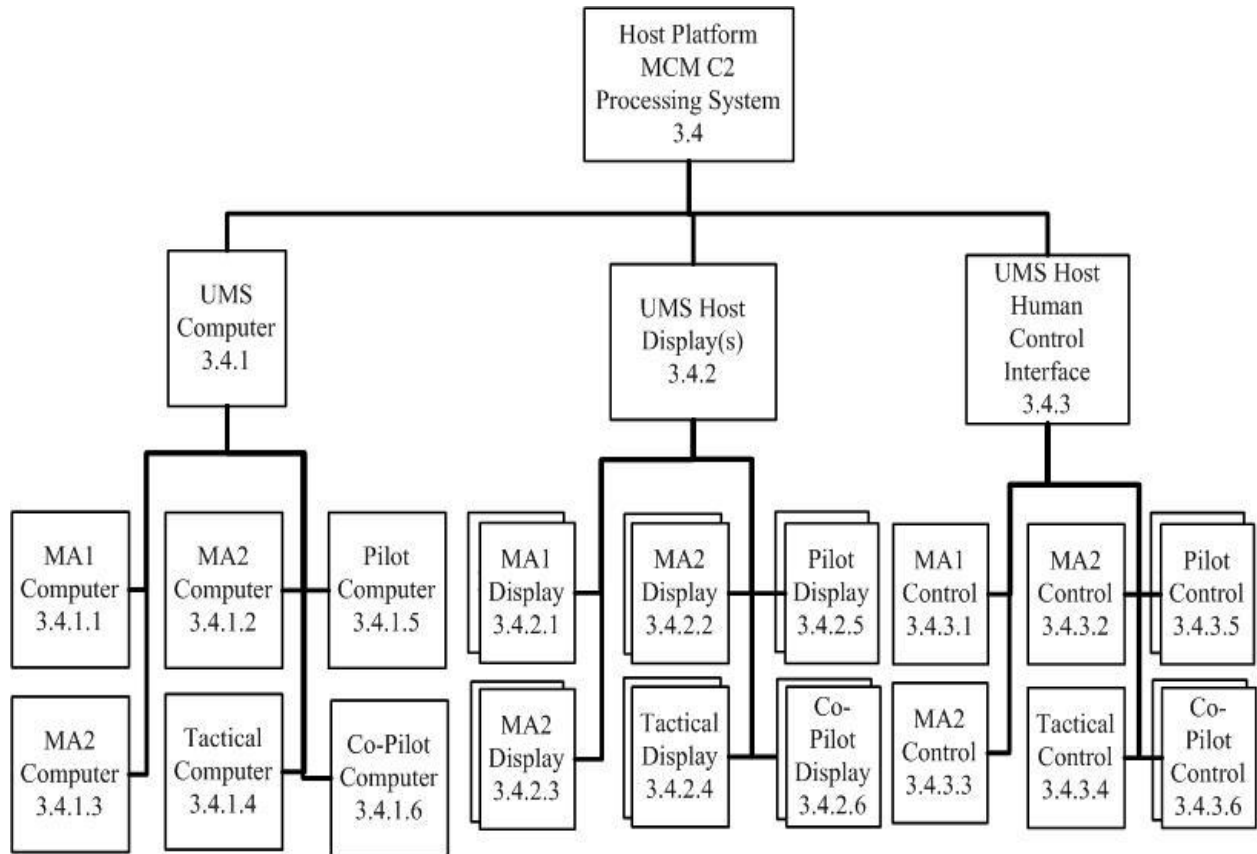 Host Platform
MCM C2
Processing System
3.4
UMS
Computer
3.4.1
UMS Host
Display(s)
3.4.2
UMS Host
Human
Control
Interface
3.4.3
MA1
Computer
3.4.1.1
MA2
Computer
3.4.1.2
Pilot
Computer
3.4.1.5
MA1
Display
3.4.2.1
MA2
Display
3.4.2.2
Pilot
Display
3.4.2.5
MA1
Control
3.4.3.1
MA2
Control
3.4.3.2
Pilot
Control
3.4.3.5
MA2
Computer
3.4.1.3
Tactical
Computer
3.4.1.4
Co-Pilot
Computer
3.4.1.6
MA2
Display
3.4.2.3
Tactical
Display
3.4.2.4
Co-
Pilot
Display
3.4.2.6
MA2
Control
3.4.3.3
Tactical
Control
3.4.3.4
Co-
Pilot
Control
3.4.3.6